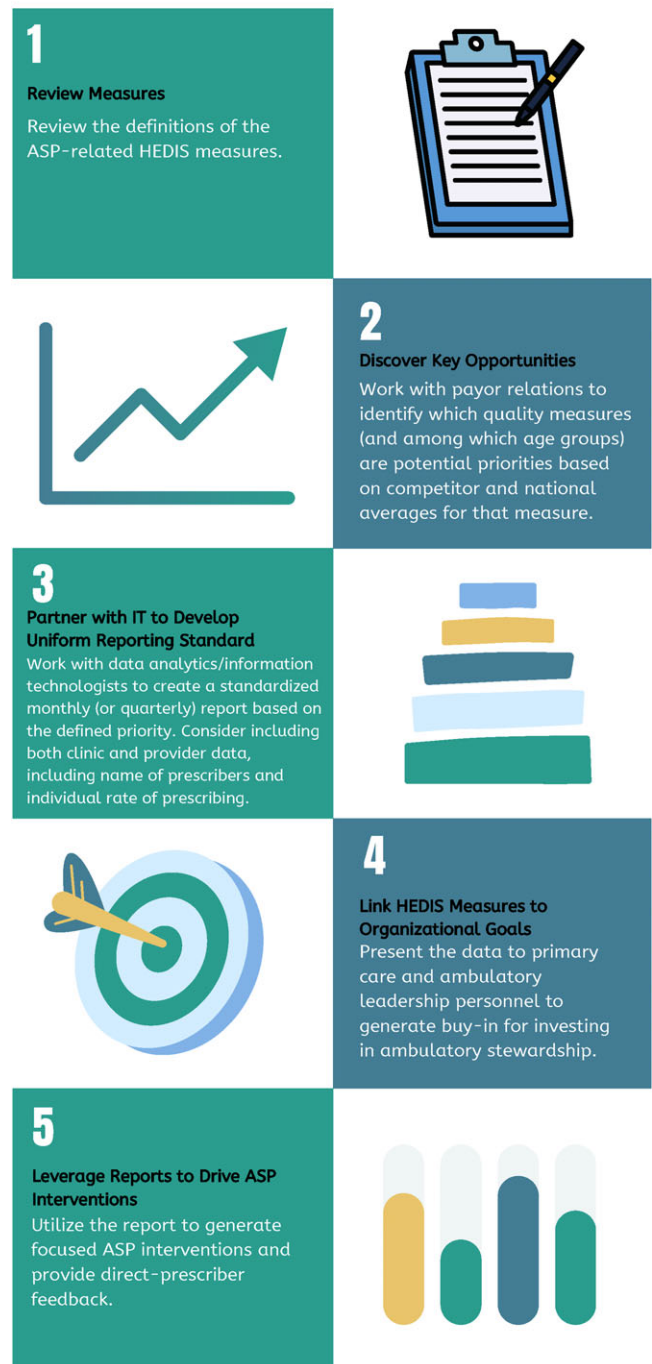 1
Review Measures
Review the definitions of the
ASP-related HEDIS measures.
2
Discover Key Opportunities
Work with payor relations to
identify which quality measures
(and among which age groups)
are potential priorities based
on competitor and national
averages for that measure.
3
Partner with IT to Develop
Uniform Reporting Standard
Work with data analytics/information
technologists to create a standardized
monthly (or quarterly) report based on
the defined priority. Consider including
both clinic and provider data,
including name of prescribers and
individual rate of prescribing.
4
Link HEDIS Measures to
Organizational Goals
Present the data to primary
care and ambulatory
leadership personnel to
generate buy-in for investing
in ambulatory stewardship.
5
Leverage Reports to Drive ASP
Interventions
Utilize the report to generate
focused ASP interventions and
provide direct-prescriber
feedback.